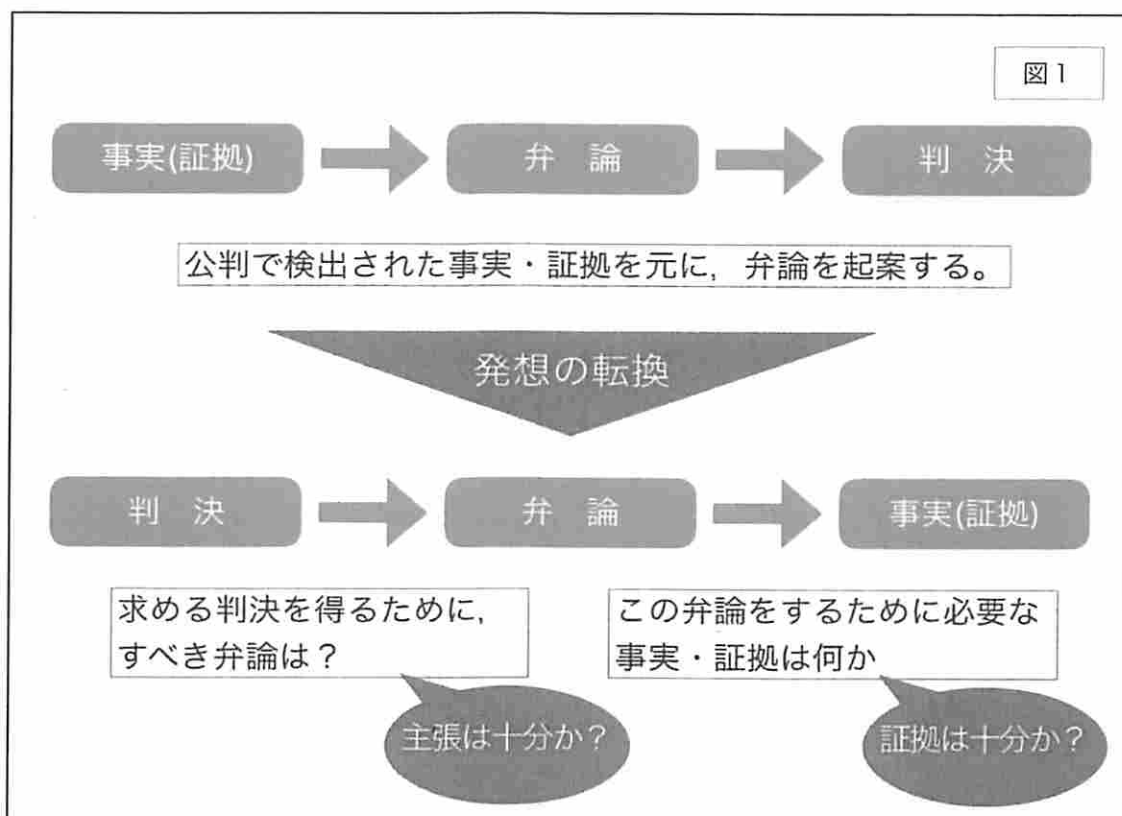 図1
事実(証拠)
弁 論
判 決
公判で検出された事実・証拠を元に，弁論を起案する。
発想の転換
判 決
弁 論
事実(証拠)
求める判決を得るために，
すべき弁論は？
この弁論をするために必要な
事実・証拠は何か
主張は十分か？
証拠は十分か？